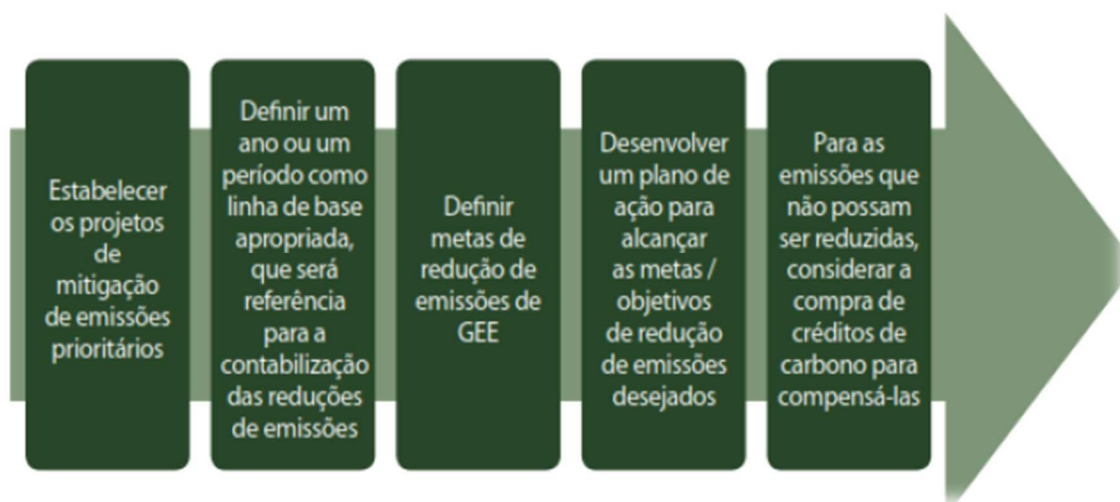 Estabelecer
os projetos
de
mitigação
de emissões
prioritários
Definir um
ano ou um
período como
linha de base
apropriada,
que será
referência
para a
contabilização
das reduções
de emissões
Definir
metas de
redução de
emissões de
GEE
Desenvolver
um plano de
ação para
alcançar
as metas /
objetivos
de redução
de emissões
desejados
Para as
emissões que
não possam
ser reduzidas,
considerar a
compra de
créditos de
carbono para
compensá-las